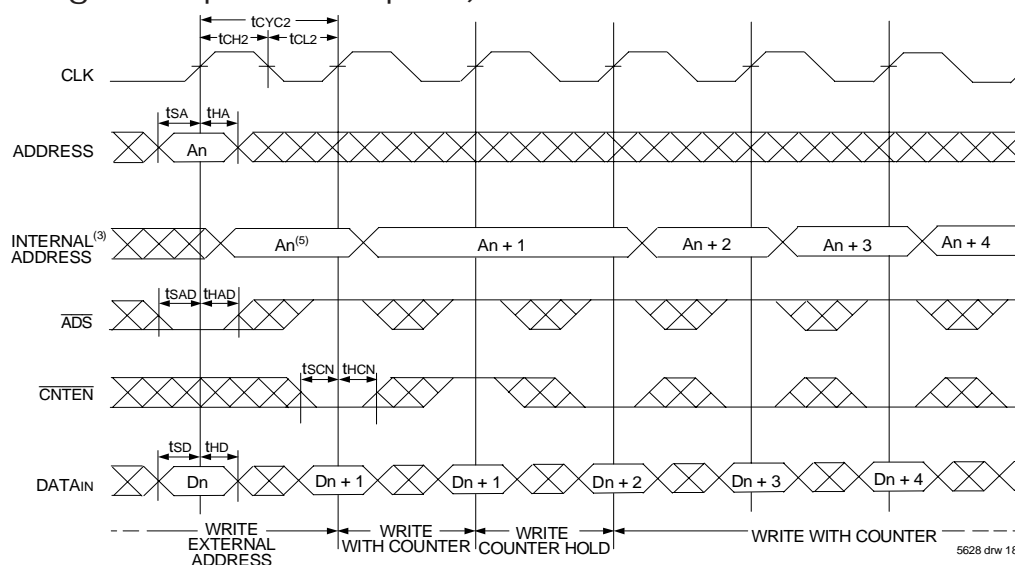 tCYC2
tCH2 tCL2
CLK
tSA tHA
ADDRESS An
INTERNAL(3) ADDRESS An(5) An + 1 An + 2 An + 3 An + 4
tSAD tHAD
ADS
tSCN tHCN
CNTEN
tSD tHD
DATAIN Dn Dn + 1 Dn + 1 Dn + 2 Dn + 3 Dn + 4
WRITE EXTERNAL ADDRESS
WRITE WITH COUNTER
WRITE COUNTER HOLD
WRITE WITH COUNTER
5628 drw 18